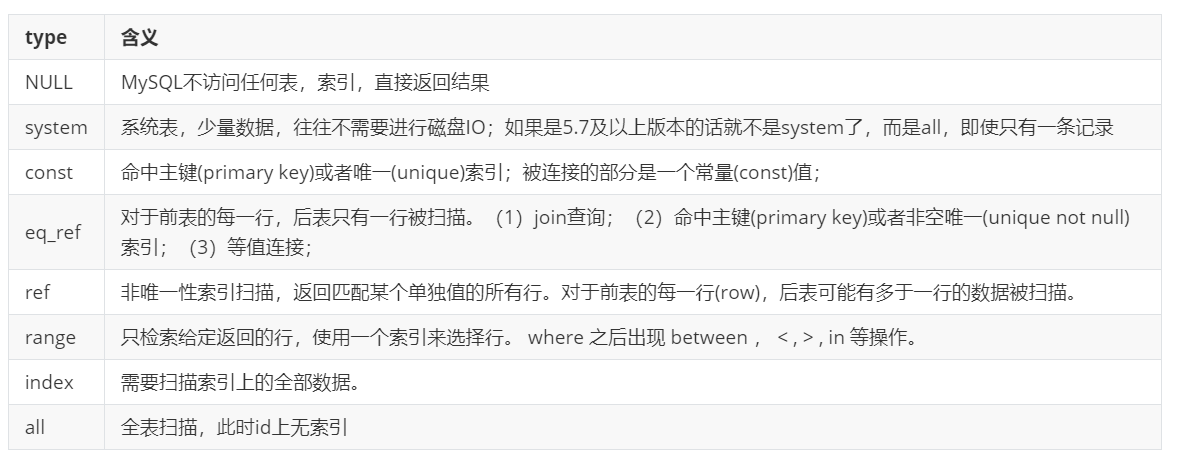 type 含义
NULL MySQL不访问任何表，索引，直接返回结果
system 系统表，少量数据，往往不需要进行磁盘IO；如果是5.7及以上版本的话就不是system了，而是all，即使只有一条记录
const 命中主键(primary key)或者唯一(unique)索引；被连接的部分是一个常量(const)值；
eq_ref 对于前表的每一行，后表只有一行被扫描。（1）join查询；（2）命中主键(primary key)或者非空唯一(unique not null)
索引；（3）等值连接；
ref 非唯一性索引扫描，返回匹配某个单独值的所有行。对于前表的每一行(row)，后表可能有多于一行的数据被扫描。
range 只检索给定返回的行，使用一个索引来选择行。 where 之后出现 between ， < , > , in 等操作。
index 需要扫描索引上的全部数据。
all 全表扫描，此时id上无索引